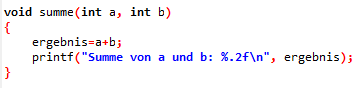 void summe(int a, int b)
{
    ergebnis=a+b;
    printf("Summe von a und b: %.2f\n", ergebnis);
}